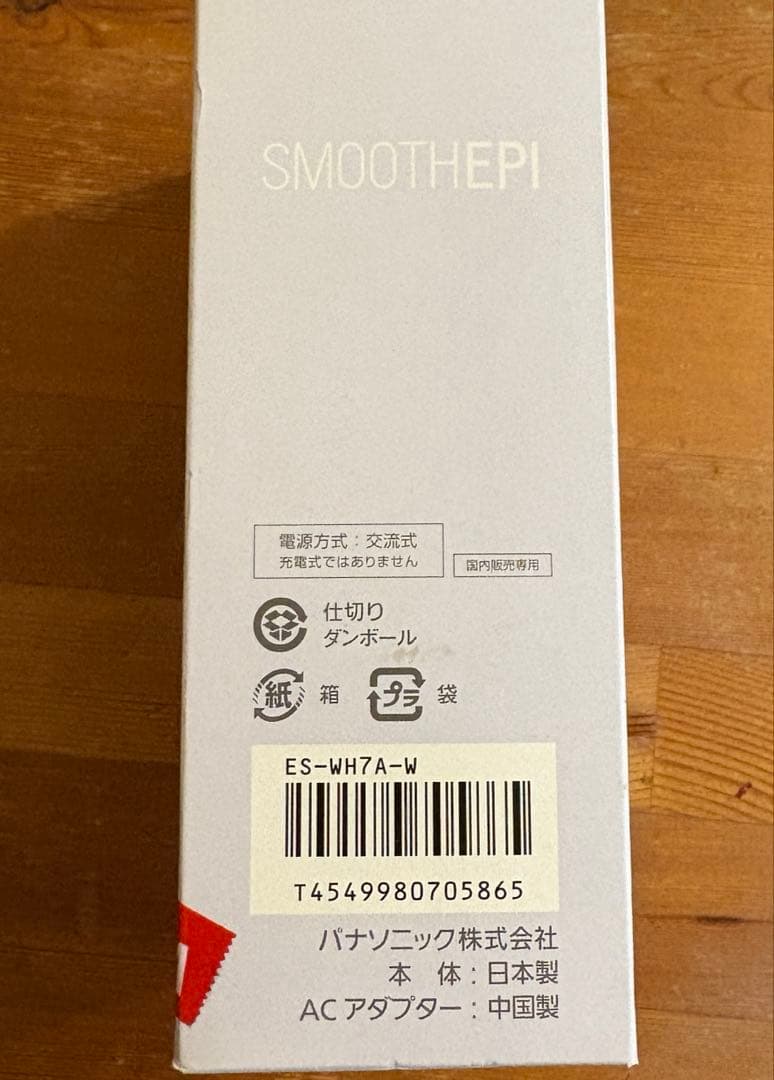 SMOOTHEPI
電源方式：交流式
充電式ではありません
国内販売専用
仕切り
ダンボール
紙 箱 プラ 袋
ES-WH7A-W
T4549980705865
パナソニック株式会社
本 体：日本製
ACアダプター：中国製